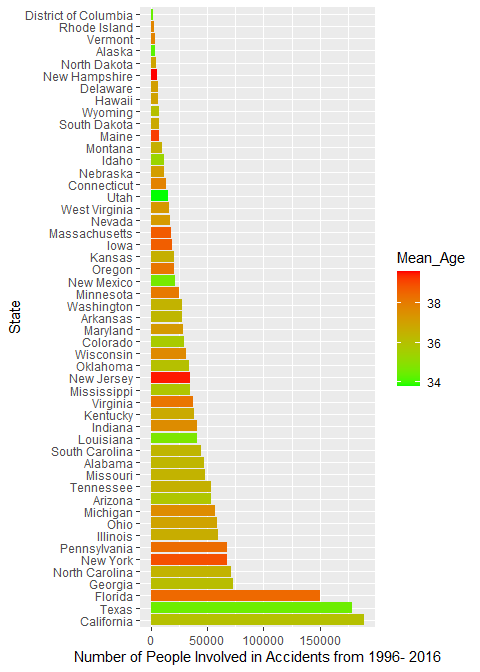 District of Columbia
Rhode Island
Vermont
Alaska
North Dakota
New Hampshire
Delaware
Hawaii
Wyoming
South Dakota
Maine
Montana
Idaho
Nebraska
Connecticut
Utah
West Virginia
Nevada
Massachusetts
Iowa
Kansas
Oregon
New Mexico
Minnesota
Washington
Arkansas
Maryland
Colorado
Wisconsin
Oklahoma
New Jersey
Mississippi
Virginia
Kentucky
Indiana
Louisiana
South Carolina
Alabama
Missouri
Tennessee
Arizona
Michigan
Ohio
Illinois
Pennsylvania
New York
North Carolina
Georgia
Florida
Texas
California
State
0 50000 100000 150000
Number of People Involved in Accidents from 1996- 2016
Mean_Age
38
36
34